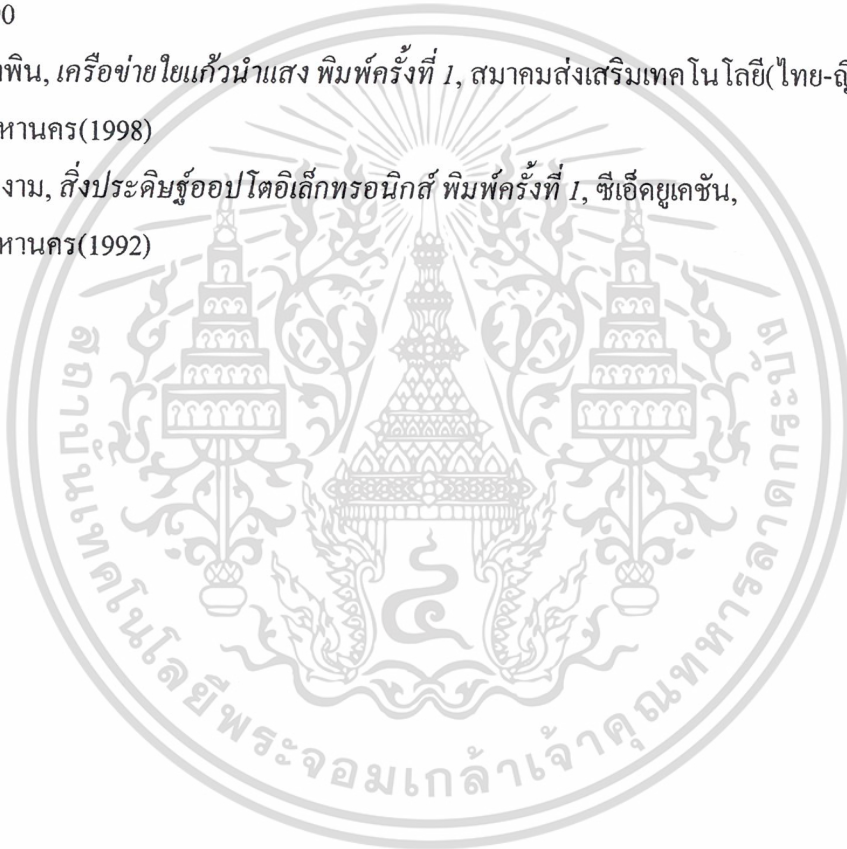 90
พิน, เครือข่ายใยแก้วนำแสง พิมพ์ครั้งที่ 1, สมาคมส่งเสริมเทคโนโลยี(ไทย-ญี
หานคร(1998)
งาม, สิ่งประดิษฐ์ออปโตอิเล็กทรอนิกส์ พิมพ์ครั้งที่ 1, ซีเอ็คยูเคชัน,
หานคร(1992)
สถาบันเทคโนโลยีพระจอมเกล้าเจ้าคุณทหารลาดกระบัง